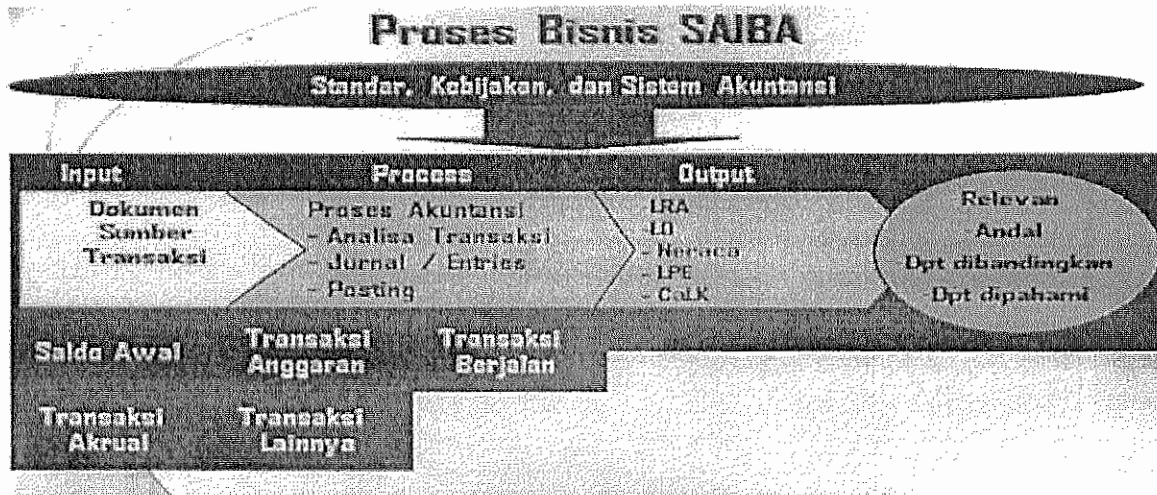 Proses Bisnis SAIBA
Standar, Kebijakan, dan Sistem Akuntansi
Input
Process
Output
Dokumen
Sumber
Transaksi
Proses Akuntansi
- Analisa Transaksi
- Jurnal / Entries
- Posting
-LRA
-LO
- Neraca
- LPE
- CaLK
Relevan
Andal
Dpt dibandingkan
Dpt dipahami
Saldo Awal
Transaksi
Anggaran
Transaksi
Berjalan
Transaksi
Akrual
Transaksi
Lainnya